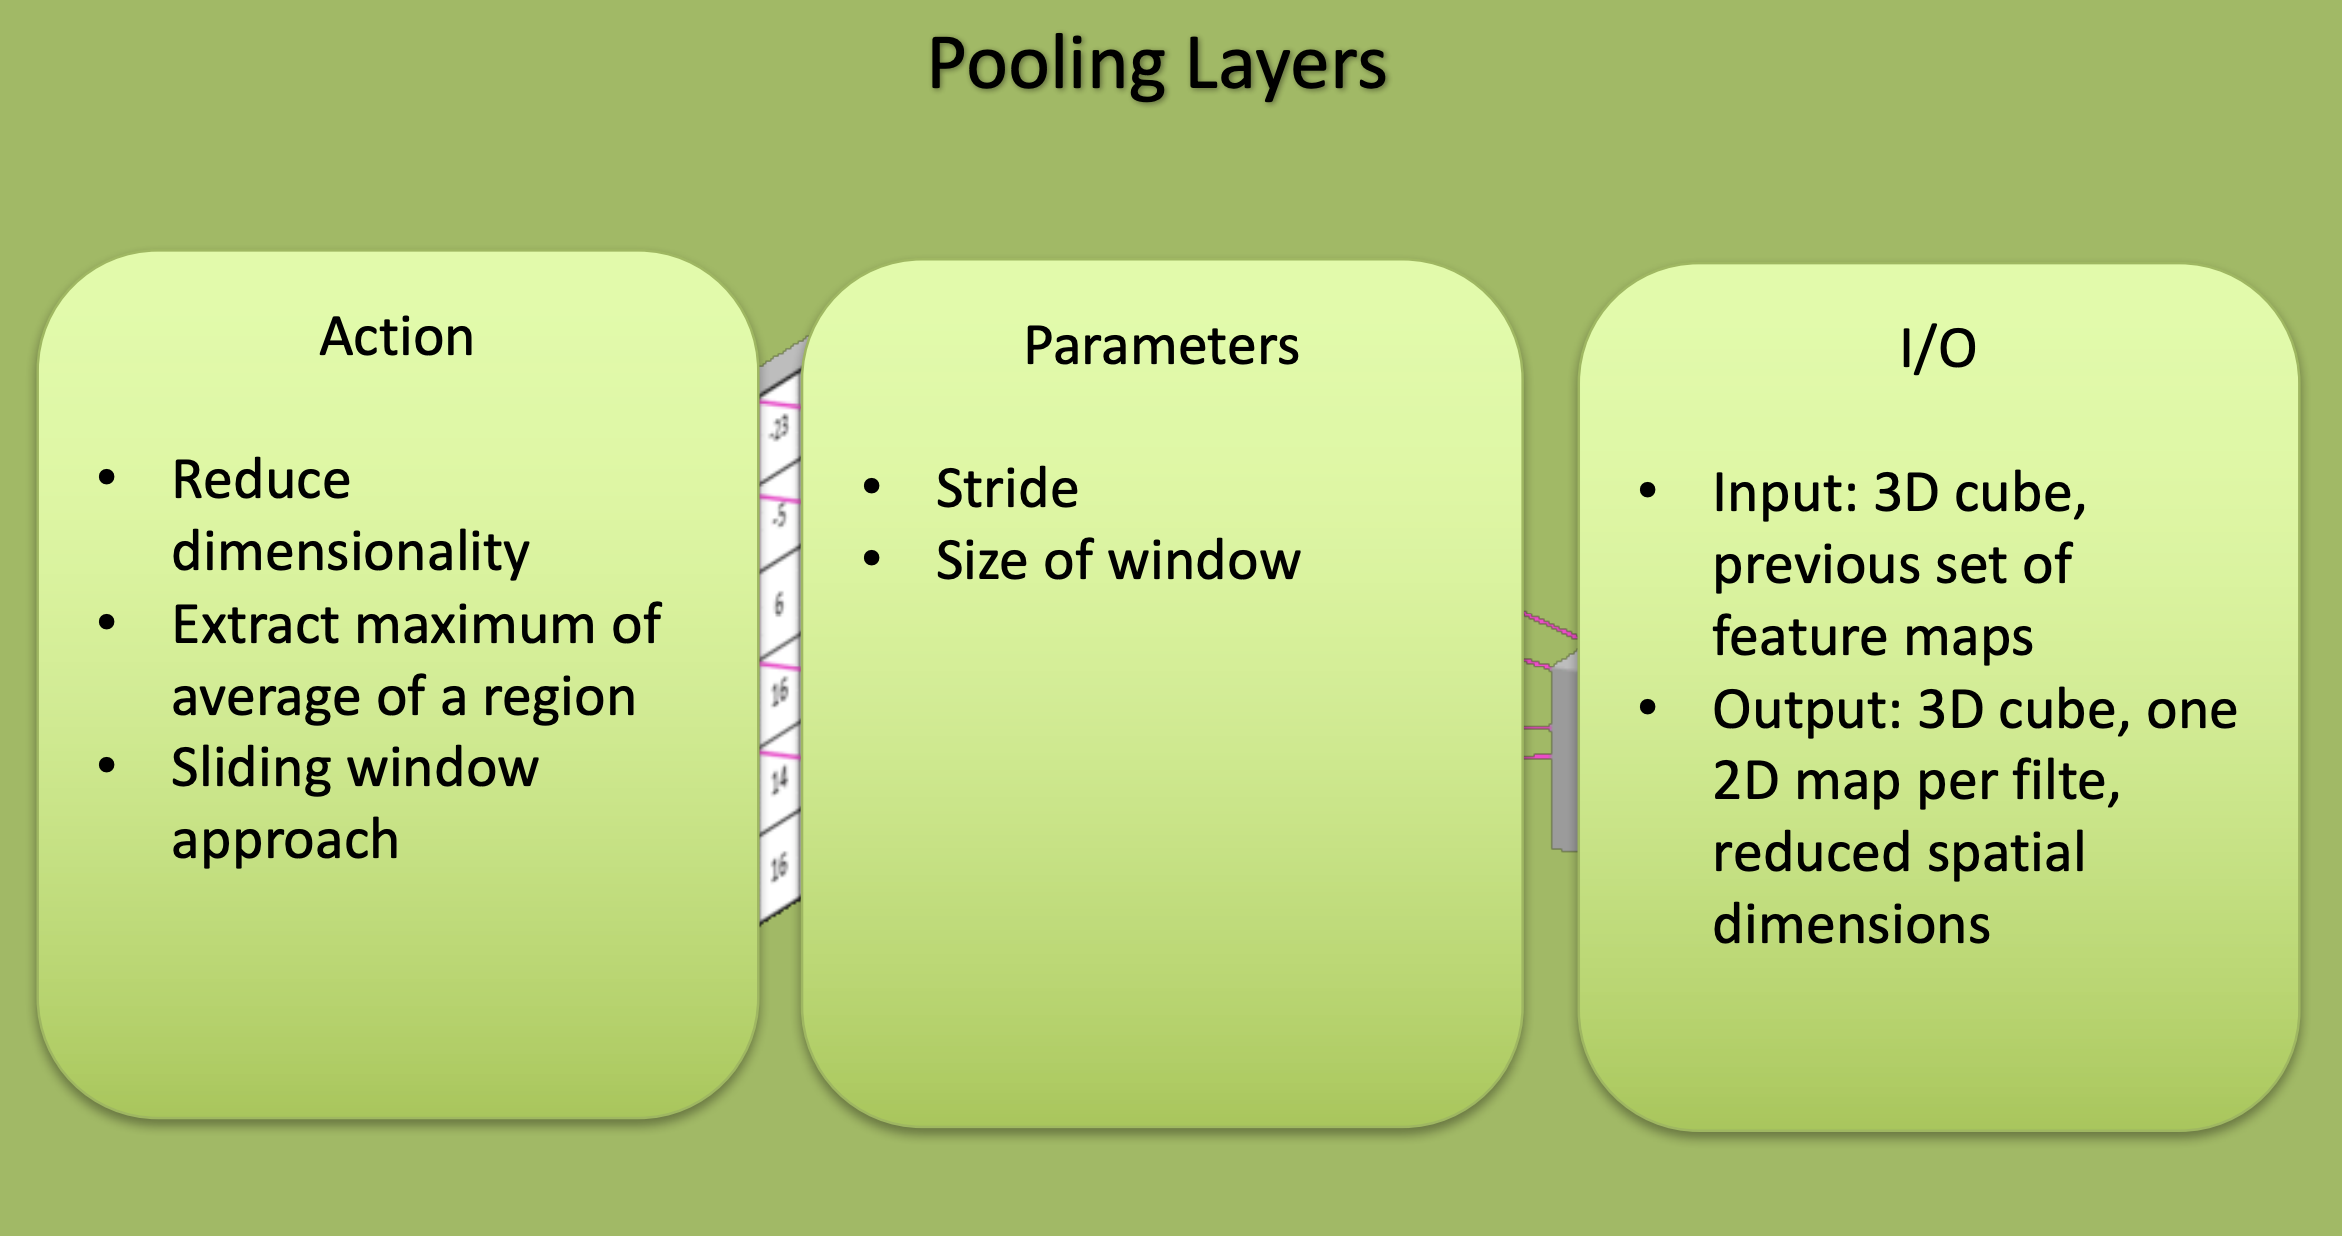 Pooling Layers
Action
• Reduce
dimensionality
• Extract maximum of
average of a region
• Sliding window
approach
-23
-5
6
16
14
16
Parameters
• Stride
• Size of window
I/O
• Input: 3D cube,
previous set of
feature maps
• Output: 3D cube, one
2D map per filte,
reduced spatial
dimensions